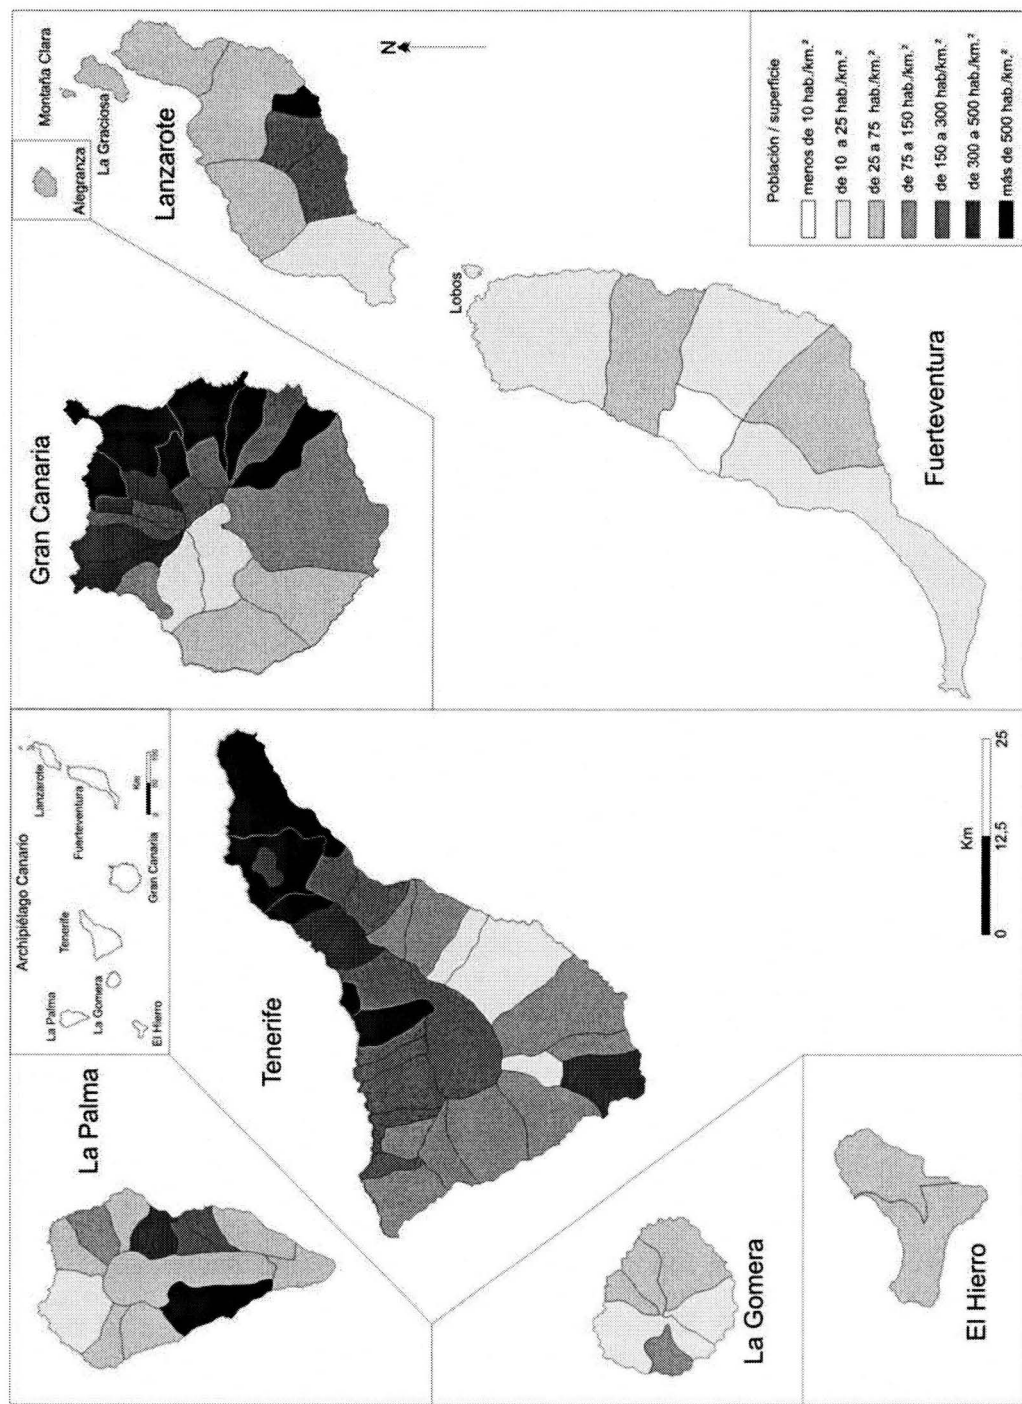 Archipiélago Canario
La Palma
Tenerife
La Gomera
El Hierro
Gran Canaria
Fuerteventura
Lanzarote
Km
0 50 100
La Palma
Tenerife
La Gomera
El Hierro
Km
0 12,5 25
Gran Canaria
Lanzarote
Alegranza
Montaña Clara
La Graciosa
N
Lobos
Fuerteventura
Población / superficie
menos de 10 hab./km.²
de 10 a 25 hab./km.²
de 25 a 75 hab./km.²
de 75 a 150 hab./km.²
de 150 a 300 hab/km.²
de 300 a 500 hab./km.²
más de 500 hab./km.²